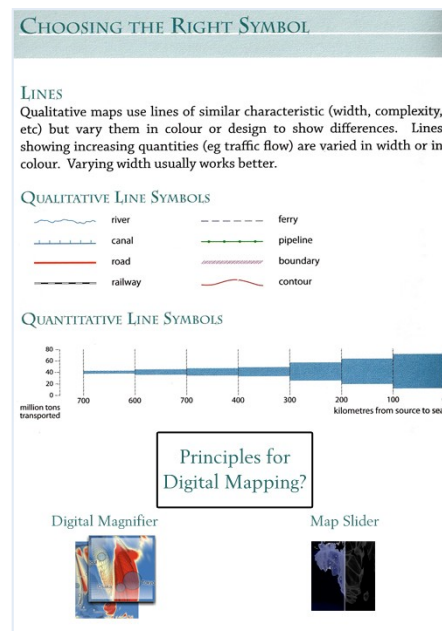 CHOOSING THE RIGHT SYMBOL
LINES
Qualitative maps use lines of similar characteristic (width, complexity,
etc) but vary them in colour or design to show differences. Lines
showing increasing quantities (eg traffic flow) are varied in width or in
colour. Varying width usually works better.
QUALITATIVE LINE SYMBOLS
river
ferry
canal
pipeline
road
boundary
railway
contour
QUANTITATIVE LINE SYMBOLS
80
60
40
20
0
million tons
transported
700 600 700 400 300 200 100
kilometres from source to sea
Principles for
Digital Mapping?
Digital Magnifier
Map Slider